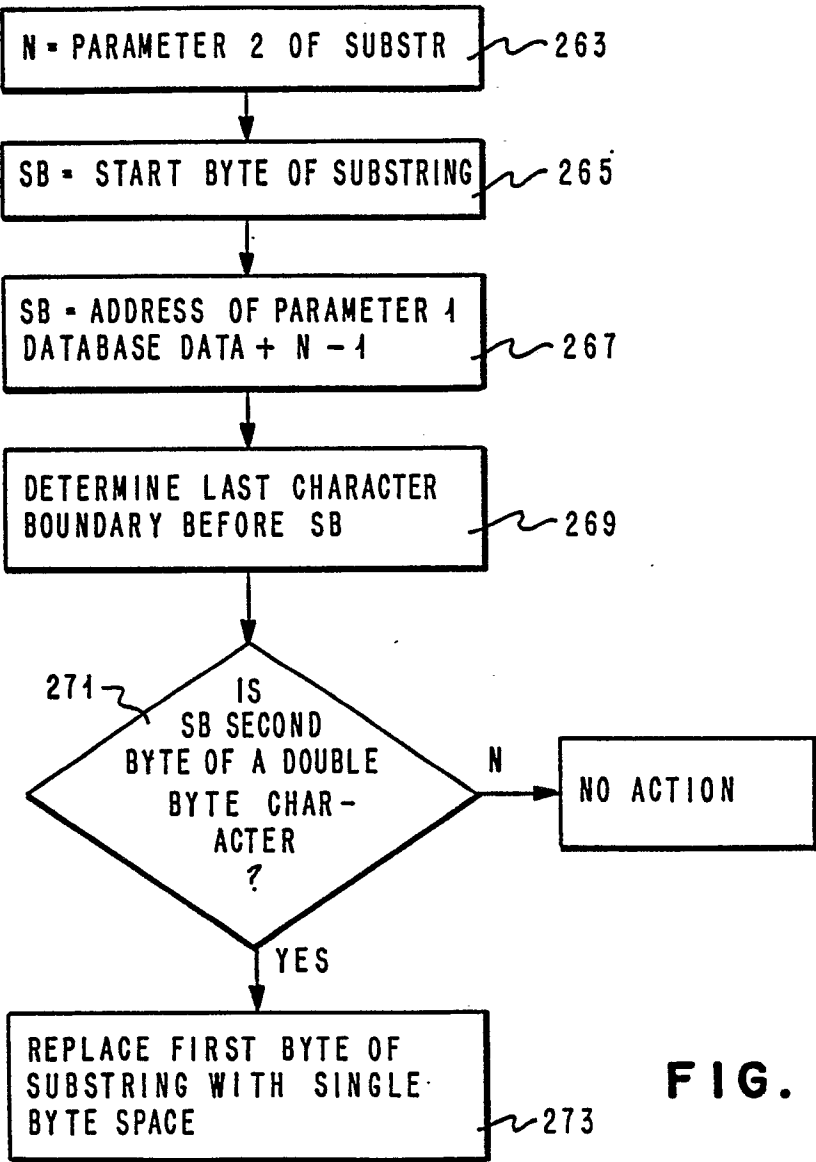 N = PARAMETER 2 OF SUBSTR
263
SB = START BYTE OF SUBSTRING
265
SB = ADDRESS OF PARAMETER 1
DATABASE DATA + N - 1
267
DETERMINE LAST CHARACTER
BOUNDARY BEFORE SB
269
271
IS
SB SECOND
BYTE OF A DOUBLE
BYTE CHAR-
ACTER
?
N
NO ACTION
YES
REPLACE FIRST BYTE OF
SUBSTRING WITH SINGLE
BYTE SPACE
273
FIG.